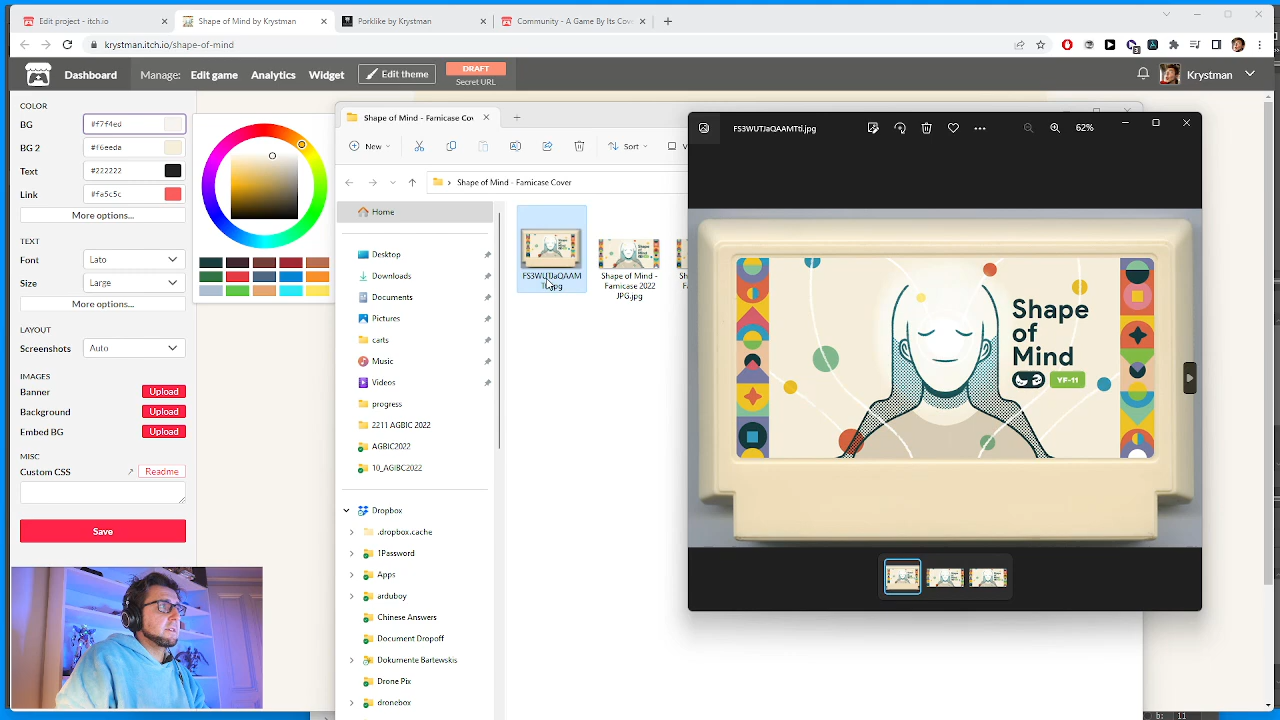 Edit project - itch.io
Shape of Mind by Krystman
Porklike by Krystman
Community - A Game By Its Cov
krystman.itch.io/shape-of-mind
Dashboard
Manage:
Edit game
Analytics
Widget
Edit theme
DRAFT
Secret URL
Krystman
COLOR
BG
#f7f4ed
BG 2
#f6eeda
Text
#222222
Link
#fa5c5c
More options...
TEXT
Font
Lato
Size
Large
More options...
LAYOUT
Screenshots
Auto
IMAGES
Banner
Upload
Background
Upload
Embed BG
Upload
MISC
Custom CSS
Readme
Save
Shape of Mind - Famicase Cov
New
Sort
Shape of Mind - Famicase Cover
Home
Desktop
Downloads
Documents
Pictures
carts
Music
Videos
progress
2211 AGBIC 2022
AGBIC2022
10_AGIBC2022
Dropbox
.dropbox.cache
1Password
Apps
arduboy
Chinese Answers
Document Dropoff
Dokumente Bartewskis
Drone Pix
dronebox
Shape of Mind -
Famicase 2022
JPG.jpg
62%
Shape
of
Mind
YF-11
b: 11